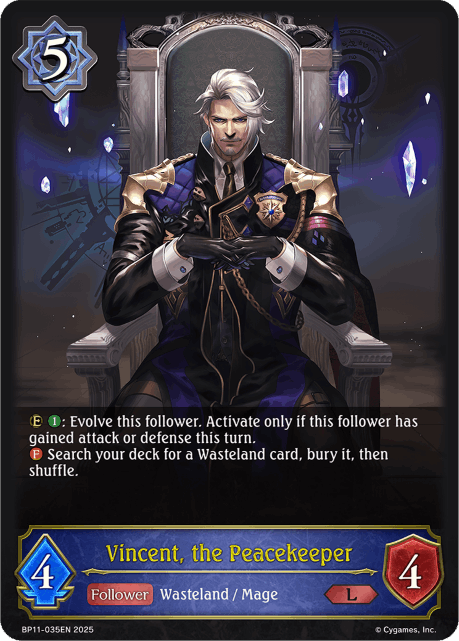 5
E 1: Evolve this follower. Activate only if this follower has
gained attack or defense this turn.
F Search your deck for a Wasteland card, bury it, then
shuffle.
Vincent, the Peacekeeper
4
Follower Wasteland / Mage L
4
BP11-035EN 2025 © Cygames, Inc.